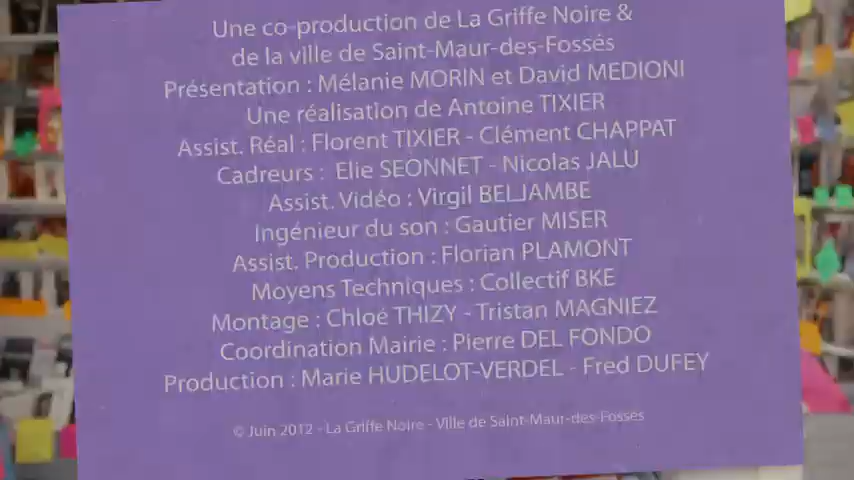 Une co-production de La Griffe Noire &
de la ville de Saint-Maur-des-Fossés
Présentation : Mélanie MORIN et David MEDIONI
Une réalisation de Antoine TIXIER
Assist. Réal : Florent TIXIER - Clément CHAPPAT
Cadreurs : Elie SEONNET - Nicolas JALU
Assist. Vidéo : Virgil BELJAMBE
Ingénieur du son : Gautier MISER
Assist. Production : Florian PLAMONT
Moyens Techniques : Collectif BKE
Montage : Chloé THIZY - Tristan MAGNIEZ
Coordination Mairie : Pierre DEL FONDO
Production : Marie HUDELOT-VERDEL - Fred DUFEY
© Juin 2012 - La Griffe Noire - Ville de Saint-Maur-des-Fossés